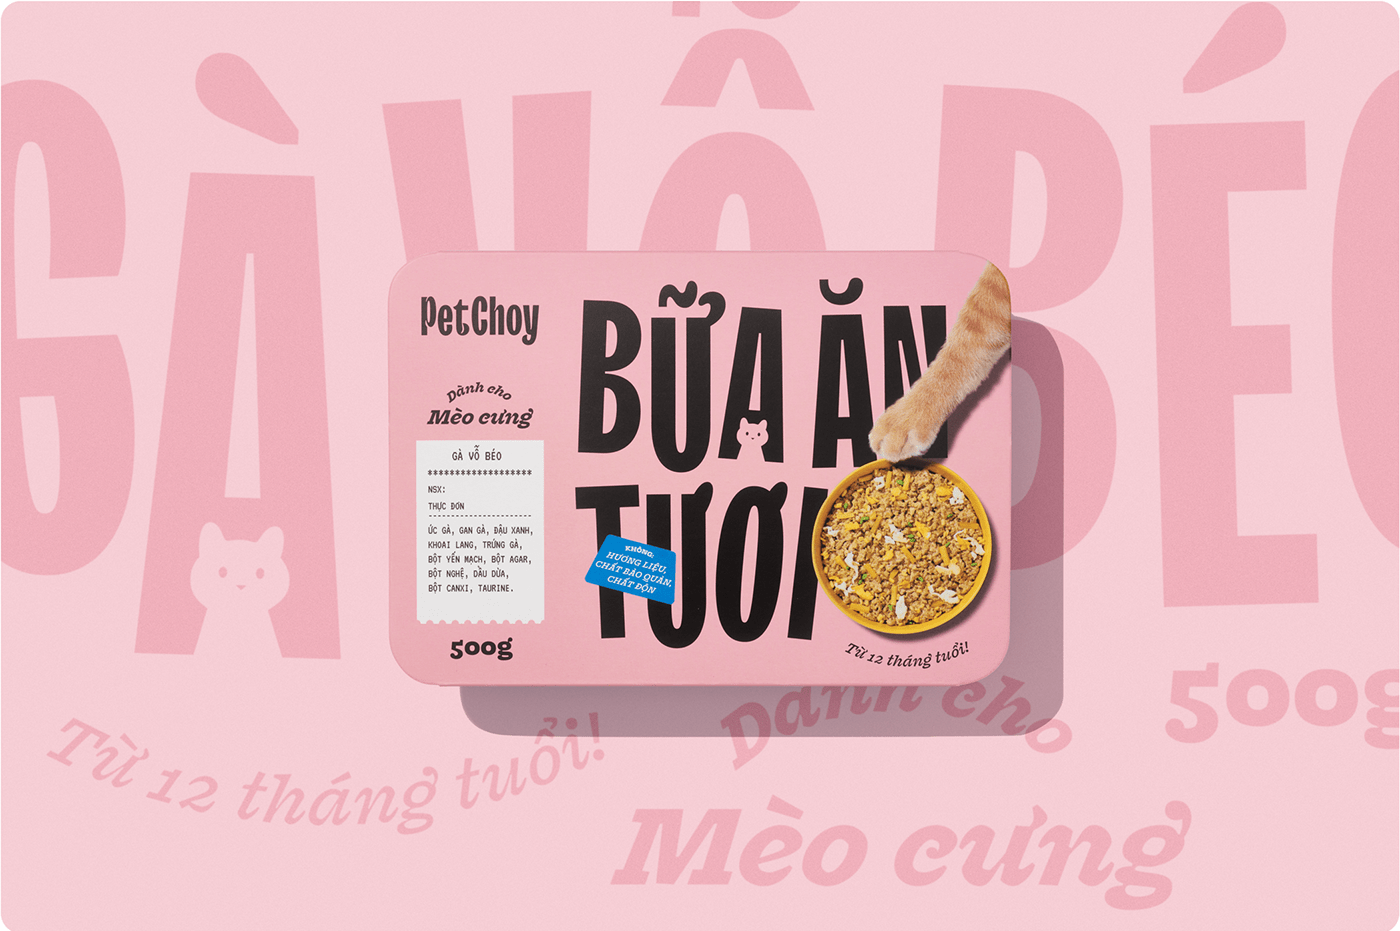 GÀ VỖ BÉO
PetChoy
Dành cho
Mèo cưng
GÀ VỖ BÉO
*******************
NSX:
THỰC ĐƠN
ỨC GÀ, GAN GÀ, ĐẬU XANH,
KHOAI LANG, TRỨNG GÀ,
BỘT YẾN MẠCH, BỘT AGAR,
BỘT NGHỆ, DẦU DỪA,
BỘT CANXI, TAURINE.
500g
BỮA ĂN
TƯƠI
KHÔNG:
HƯƠNG LIỆU,
CHẤT BẢO QUẢN,
CHẤT ĐỘN
Từ 12 tháng tuổi!
Từ 12 tháng tuổi!
Dành cho
Mèo cưng
500g